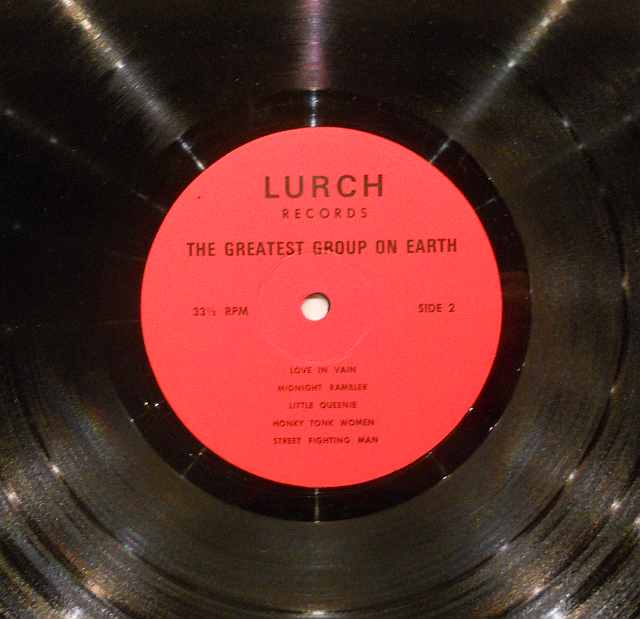 LURCH
RECORDS
THE GREATEST GROUP ON EARTH
33⅓ RPM
SIDE 2
LOVE IN VAIN
MIDNIGHT RAMBLER
LITTLE QUEENIE
HONKY TONK WOMEN
STREET FIGHTING MAN